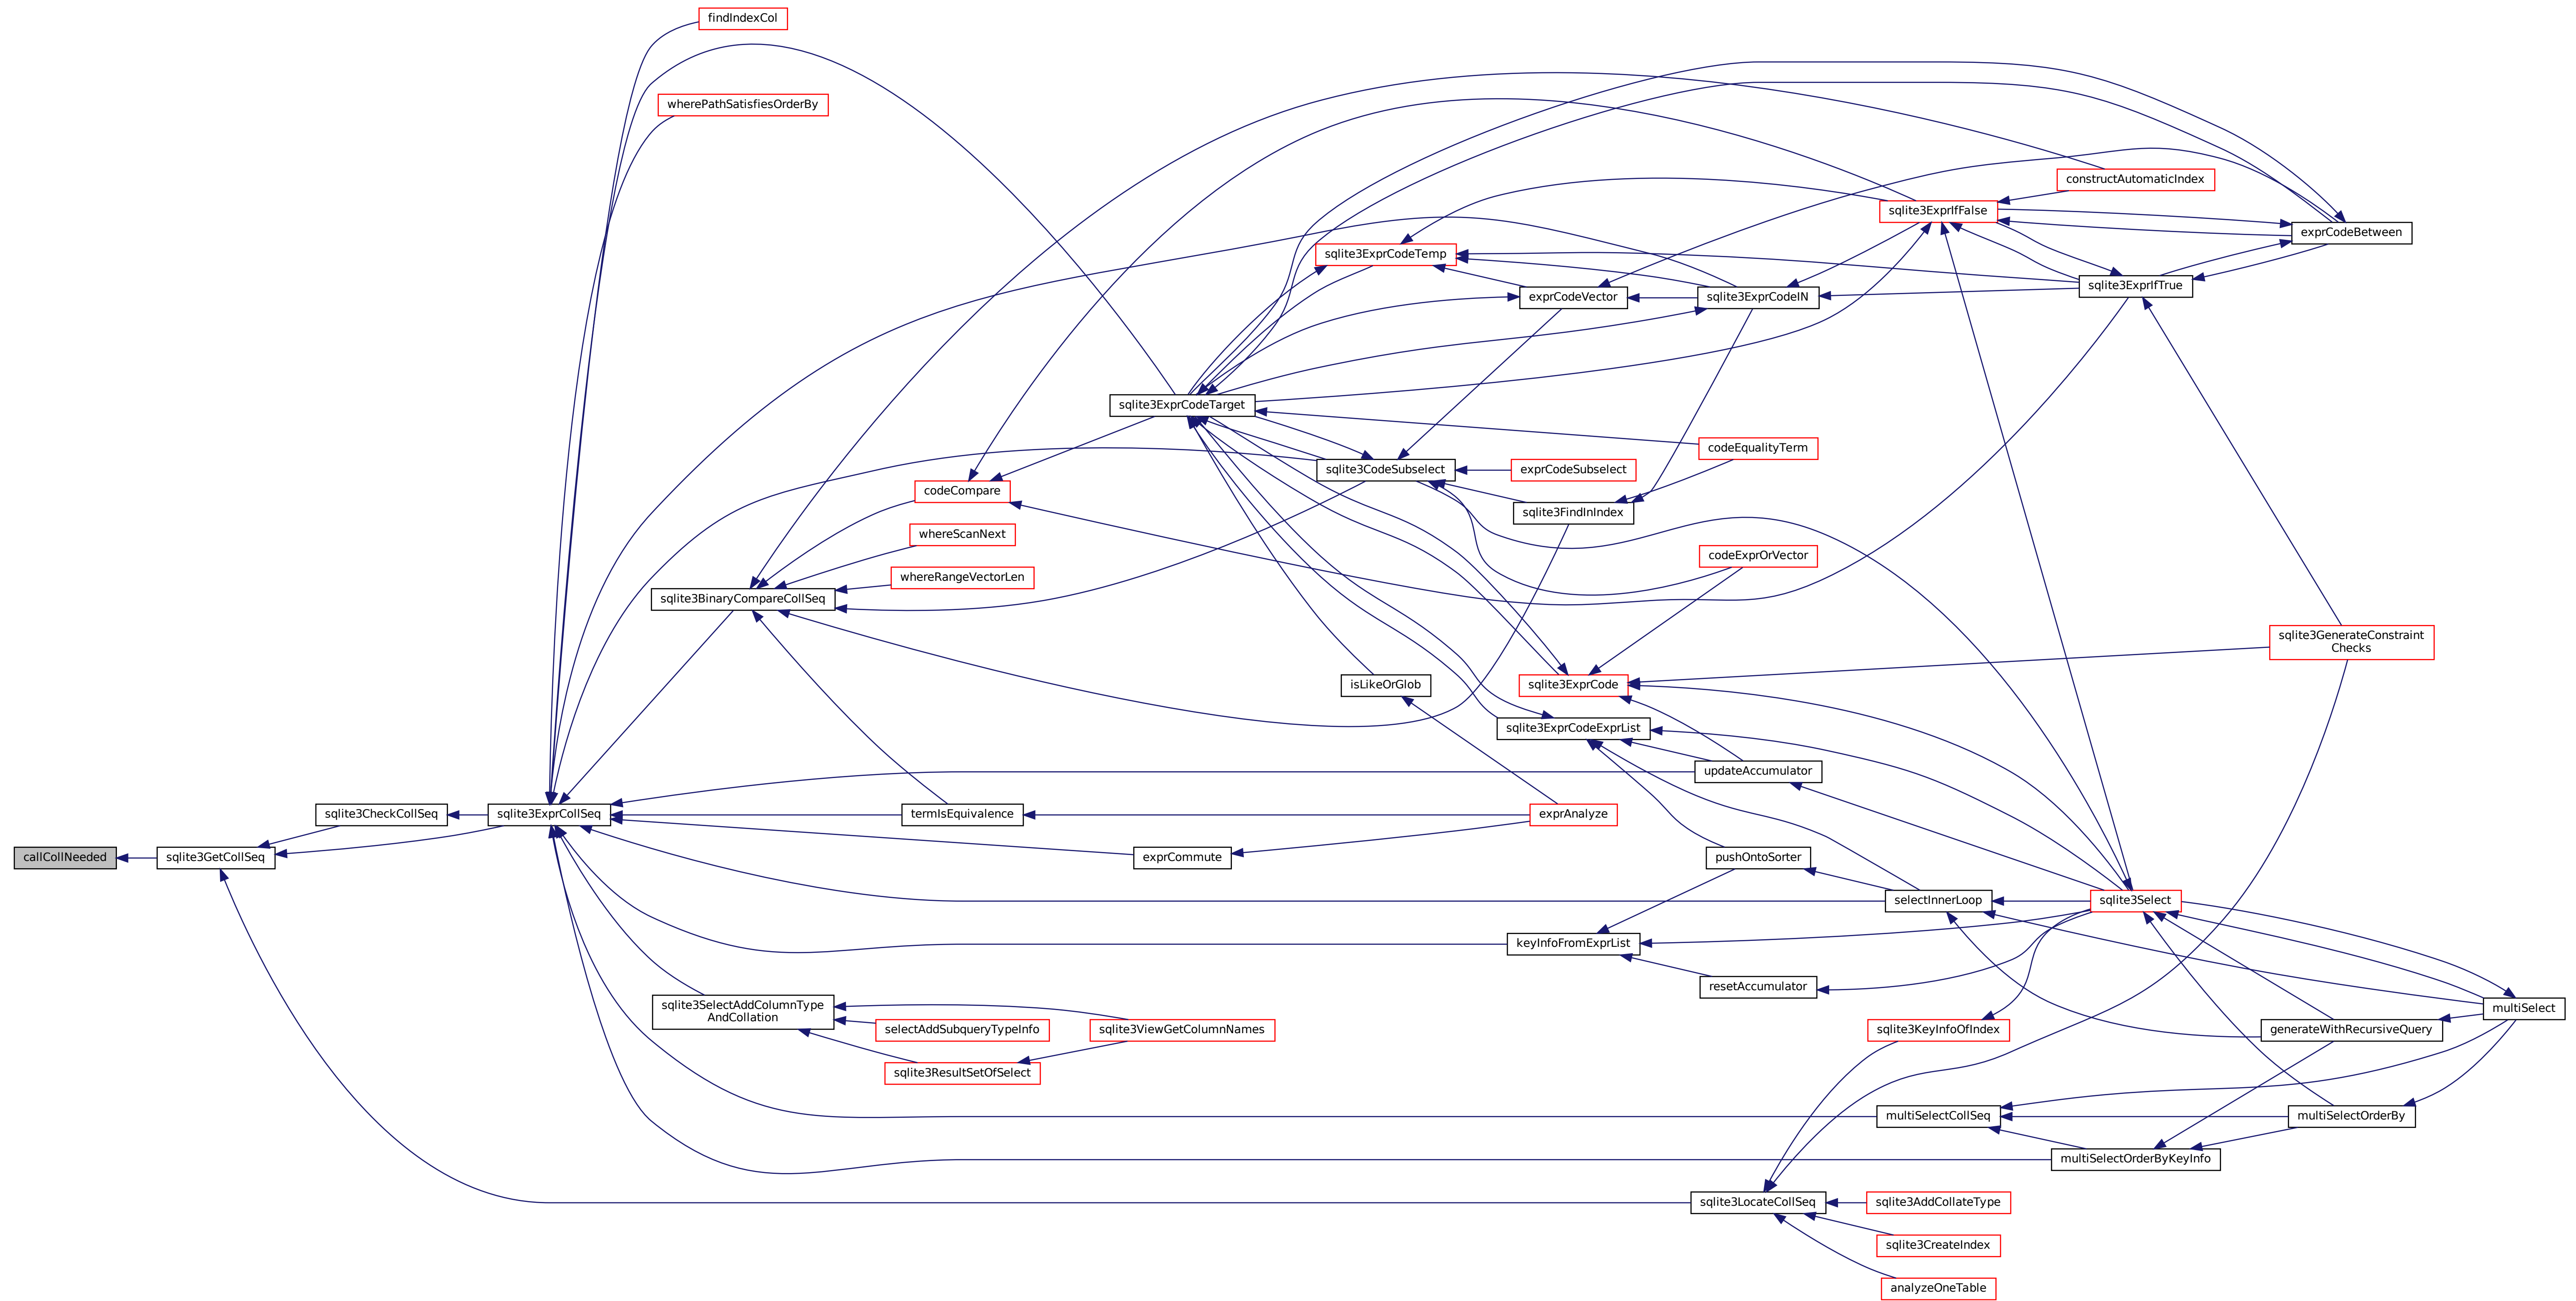 findIndexCol
wherePathSatisfiesOrderBy
constructAutomaticIndex
sqlite3ExprIfFalse
exprCodeBetween
sqlite3ExprCodeTemp
sqlite3ExprIfTrue
exprCodeVector
sqlite3ExprCodeIN
sqlite3ExprCodeTarget
codeEqualityTerm
sqlite3CodeSubselect
exprCodeSubselect
codeCompare
sqlite3FindInIndex
whereScanNext
codeExprOrVector
whereRangeVectorLen
sqlite3BinaryCompareCollSeq
sqlite3GenerateConstraint
Checks
isLikeOrGlob
sqlite3ExprCode
sqlite3ExprCodeExprList
updateAccumulator
sqlite3CheckCollSeq
sqlite3ExprCollSeq
termIsEquivalence
exprAnalyze
callCollNeeded
sqlite3GetCollSeq
exprCommute
pushOntoSorter
selectInnerLoop
sqlite3Select
keyInfoFromExprList
resetAccumulator
sqlite3SelectAddColumnType
AndCollation
multiSelect
selectAddSubqueryTypeInfo
sqlite3ViewGetColumnNames
sqlite3KeyInfoOfIndex
generateWithRecursiveQuery
sqlite3ResultSetOfSelect
multiSelectCollSeq
multiSelectOrderBy
multiSelectOrderByKeyInfo
sqlite3LocateCollSeq
sqlite3AddCollateType
sqlite3CreateIndex
analyzeOneTable